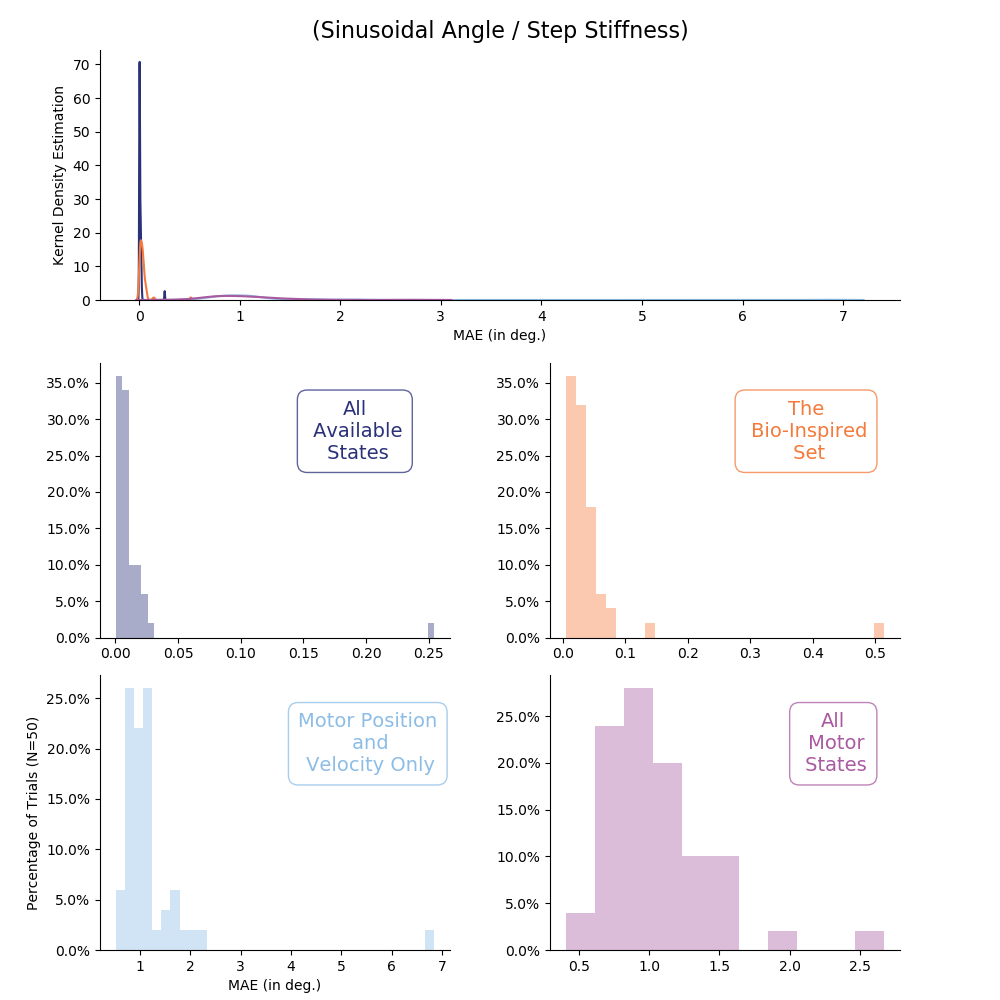 (Sinusoidal Angle / Step Stiffness)
70
60
50
40
30
20
10
0
Kernel Density Estimation
0 1 2 3 4 5 6 7
MAE (in deg.)
35.0%
30.0%
25.0%
20.0%
15.0%
10.0%
5.0%
0.0%
All
Available
States
0.00 0.05 0.10 0.15 0.20 0.25
35.0%
30.0%
25.0%
20.0%
15.0%
10.0%
5.0%
0.0%
The
Bio-Inspired
Set
0.0 0.1 0.2 0.3 0.4 0.5
25.0%
20.0%
15.0%
10.0%
5.0%
0.0%
Percentage of Trials (N=50)
Motor Position
and
Velocity Only
1 2 3 4 5 6 7
MAE (in deg.)
25.0%
20.0%
15.0%
10.0%
5.0%
0.0%
All
Motor
States
0.5 1.0 1.5 2.0 2.5